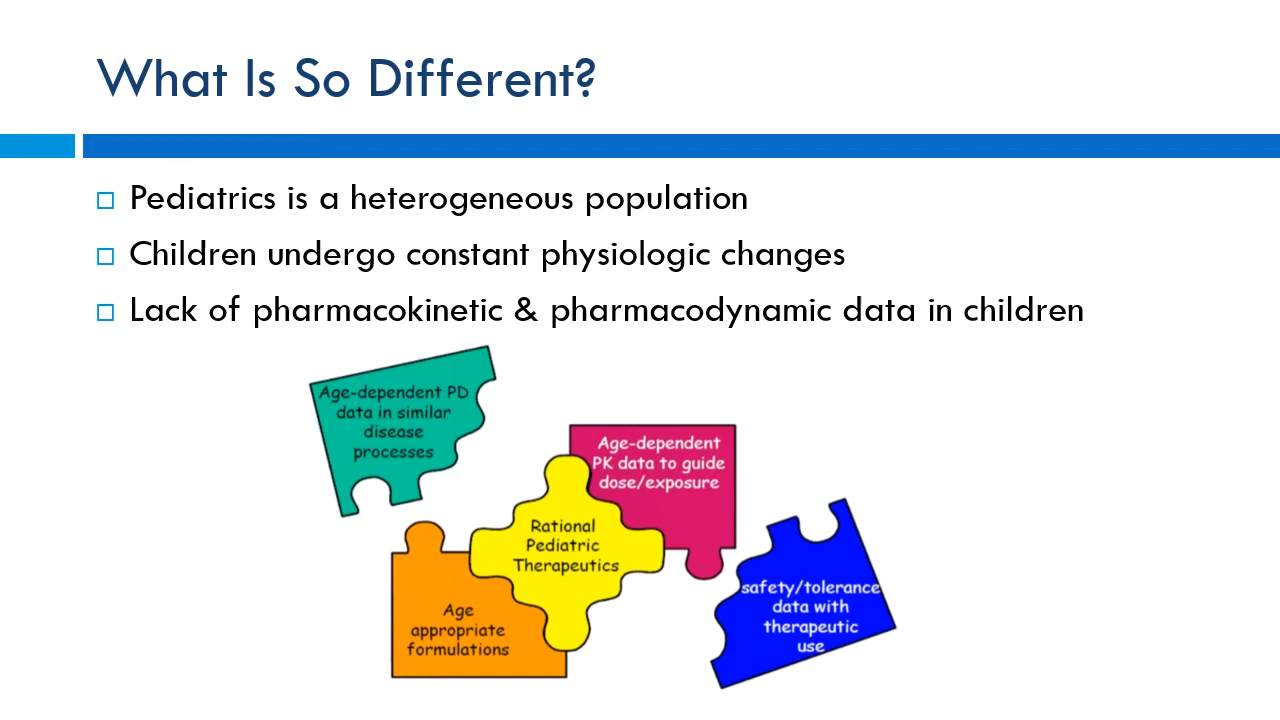 What Is So Different?
Pediatrics is a heterogeneous population
Children undergo constant physiologic changes
Lack of pharmacokinetic & pharmacodynamic data in children
Age-dependent PD
data in similar
disease
processes
Age-dependent
PK data to guide
dose/exposure
Rational
Pediatric
Therapeutics
Age
appropriate
formulations
safety/tolerance
data with
therapeutic
use